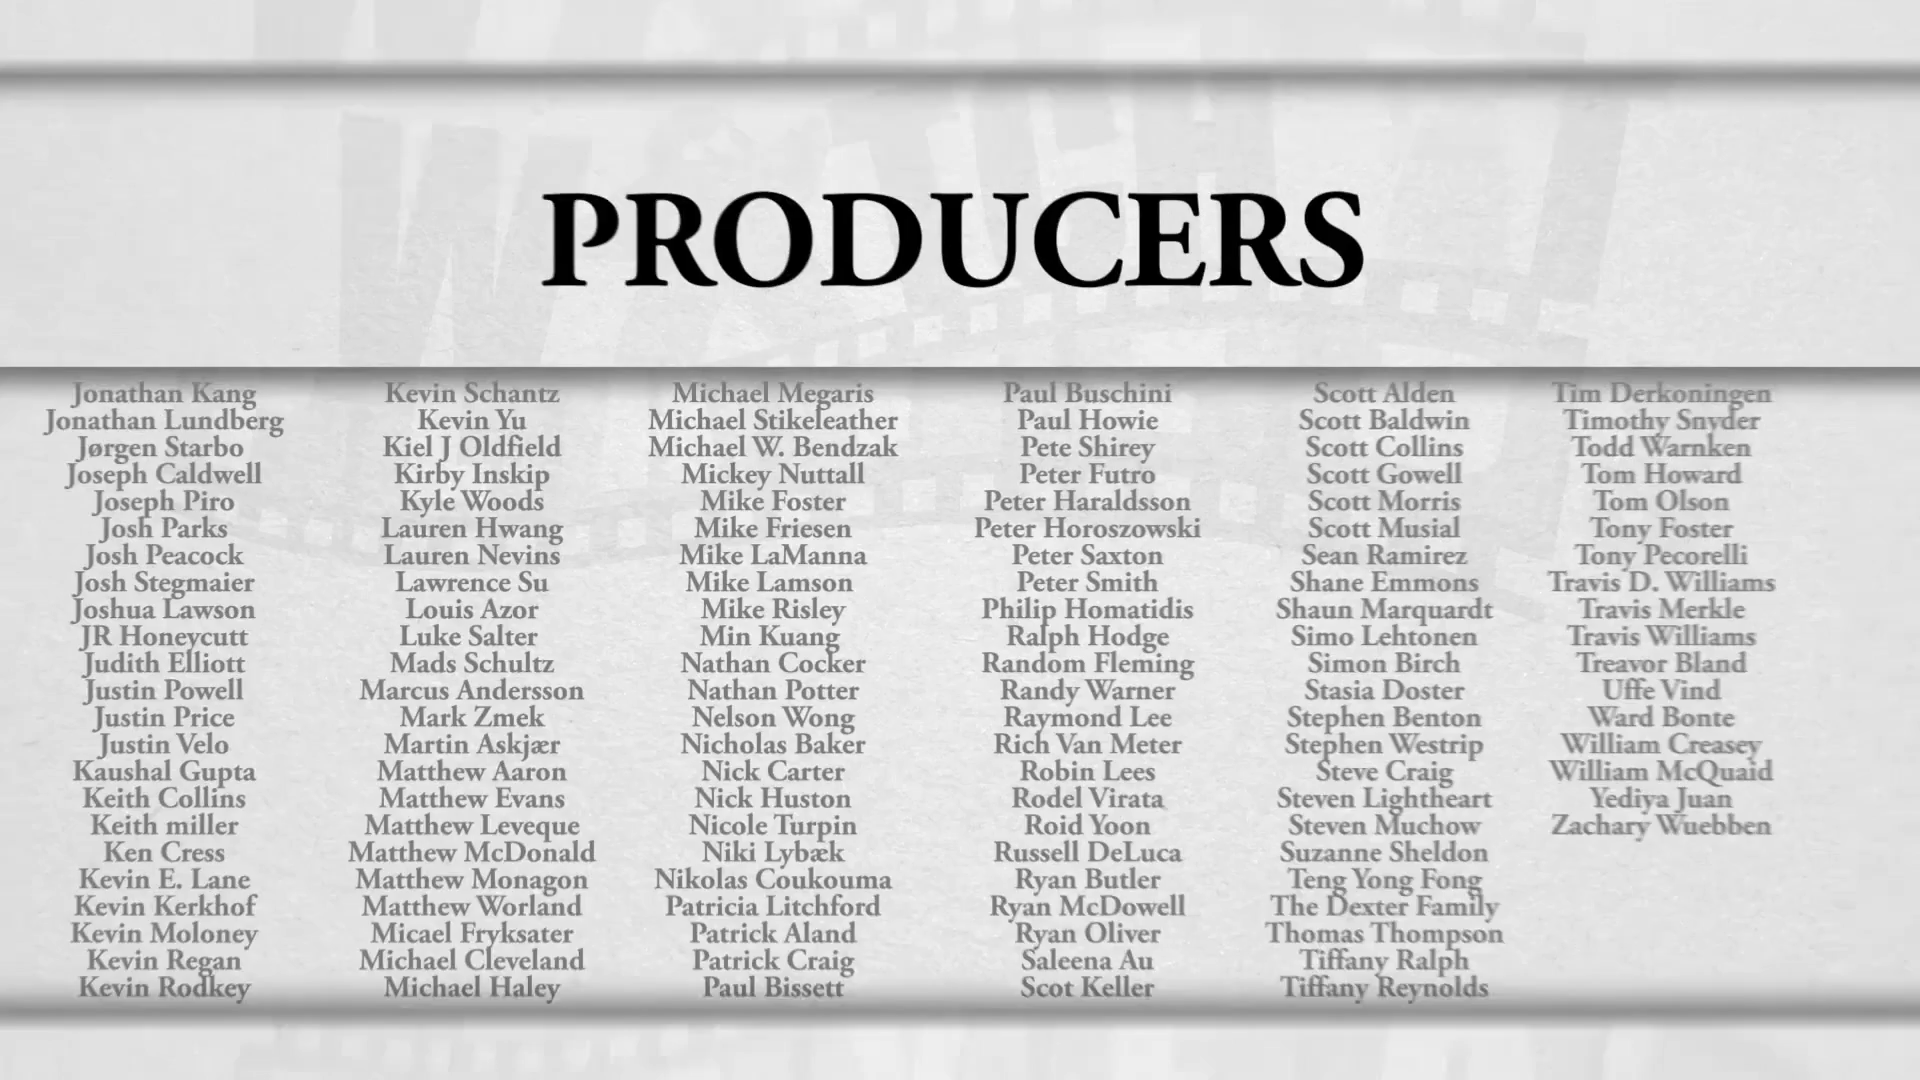 PRODUCERS
Jonathan Kang
Jonathan Lundberg
Jørgen Starbo
Joseph Caldwell
Joseph Piro
Josh Parks
Josh Peacock
Josh Stegmaier
Joshua Lawson
JR Honeycutt
Judith Elliott
Justin Powell
Justin Price
Justin Velo
Kaushal Gupta
Keith Collins
Keith miller
Ken Cress
Kevin E. Lane
Kevin Kerkhof
Kevin Moloney
Kevin Regan
Kevin Rodkey
Kevin Schantz
Kevin Yu
Kiel J Oldfield
Kirby Inskip
Kyle Woods
Lauren Hwang
Lauren Nevins
Lawrence Su
Louis Azor
Luke Salter
Mads Schultz
Marcus Andersson
Mark Zmek
Martin Askjær
Matthew Aaron
Matthew Evans
Matthew Leveque
Matthew McDonald
Matthew Monagon
Matthew Worland
Micael Fryksater
Michael Cleveland
Michael Haley
Michael Megaris
Michael Stikeleather
Michael W. Bendzak
Mickey Nuttall
Mike Foster
Mike Friesen
Mike LaManna
Mike Lamson
Mike Risley
Min Kuang
Nathan Cocker
Nathan Potter
Nelson Wong
Nicholas Baker
Nick Carter
Nick Huston
Nicole Turpin
Niki Lybæk
Nikolas Coukouma
Patricia Litchford
Patrick Aland
Patrick Craig
Paul Bissett
Paul Buschini
Paul Howie
Pete Shirey
Peter Futro
Peter Haraldsson
Peter Horoszowski
Peter Saxton
Peter Smith
Philip Homatidis
Ralph Hodge
Random Fleming
Randy Warner
Raymond Lee
Rich Van Meter
Robin Lees
Rodel Virata
Roid Yoon
Russell DeLuca
Ryan Butler
Ryan McDowell
Ryan Oliver
Saleena Au
Scot Keller
Scott Alden
Scott Baldwin
Scott Collins
Scott Gowell
Scott Morris
Scott Musial
Sean Ramirez
Shane Emmons
Shaun Marquardt
Simo Lehtonen
Simon Birch
Stasia Doster
Stephen Benton
Stephen Westrip
Steve Craig
Steven Lightheart
Steven Muchow
Suzanne Sheldon
Teng Yong Fong
The Dexter Family
Thomas Thompson
Tiffany Ralph
Tiffany Reynolds
Tim Derkoningen
Timothy Snyder
Todd Warnken
Tom Howard
Tom Olson
Tony Foster
Tony Pecorelli
Travis D. Williams
Travis Merkle
Travis Williams
Treavor Bland
Uffe Vind
Ward Bonte
William Creasey
William McQuaid
Yediya Juan
Zachary Wuebben